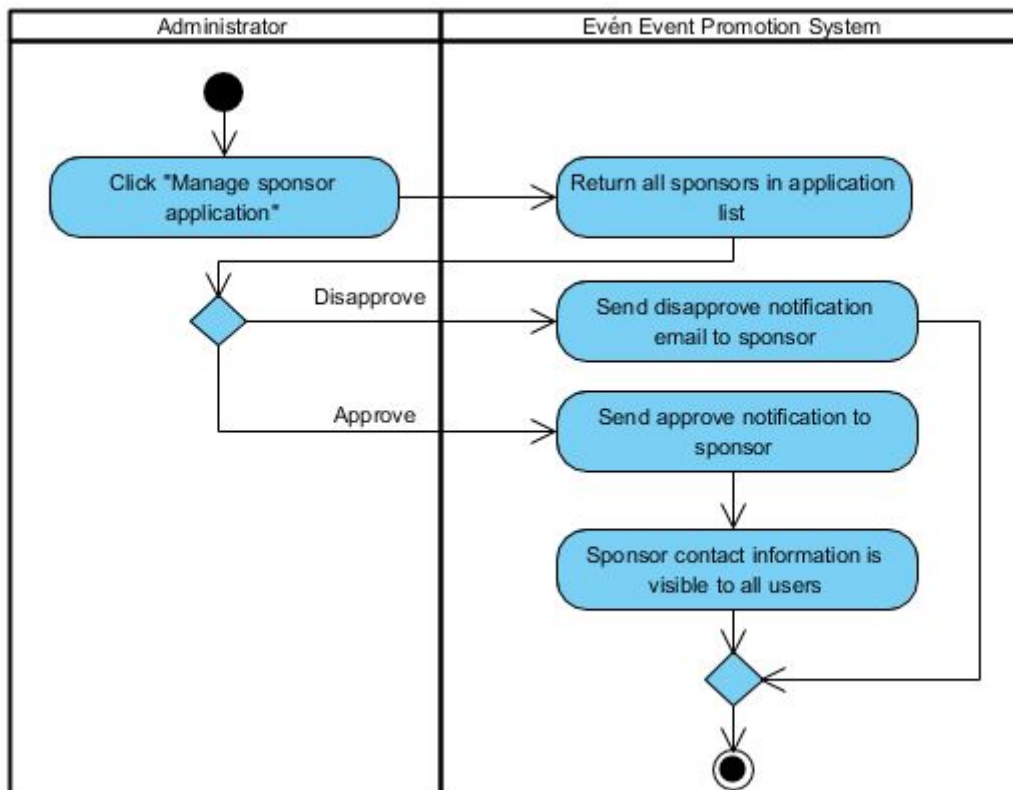 Administrator
Evén Event Promotion System
Click "Manage sponsor
application"
Return all sponsors in application
list
Disapprove
Send disapprove notification
email to sponsor
Approve
Send approve notification to
sponsor
Sponsor contact information is
visible to all users